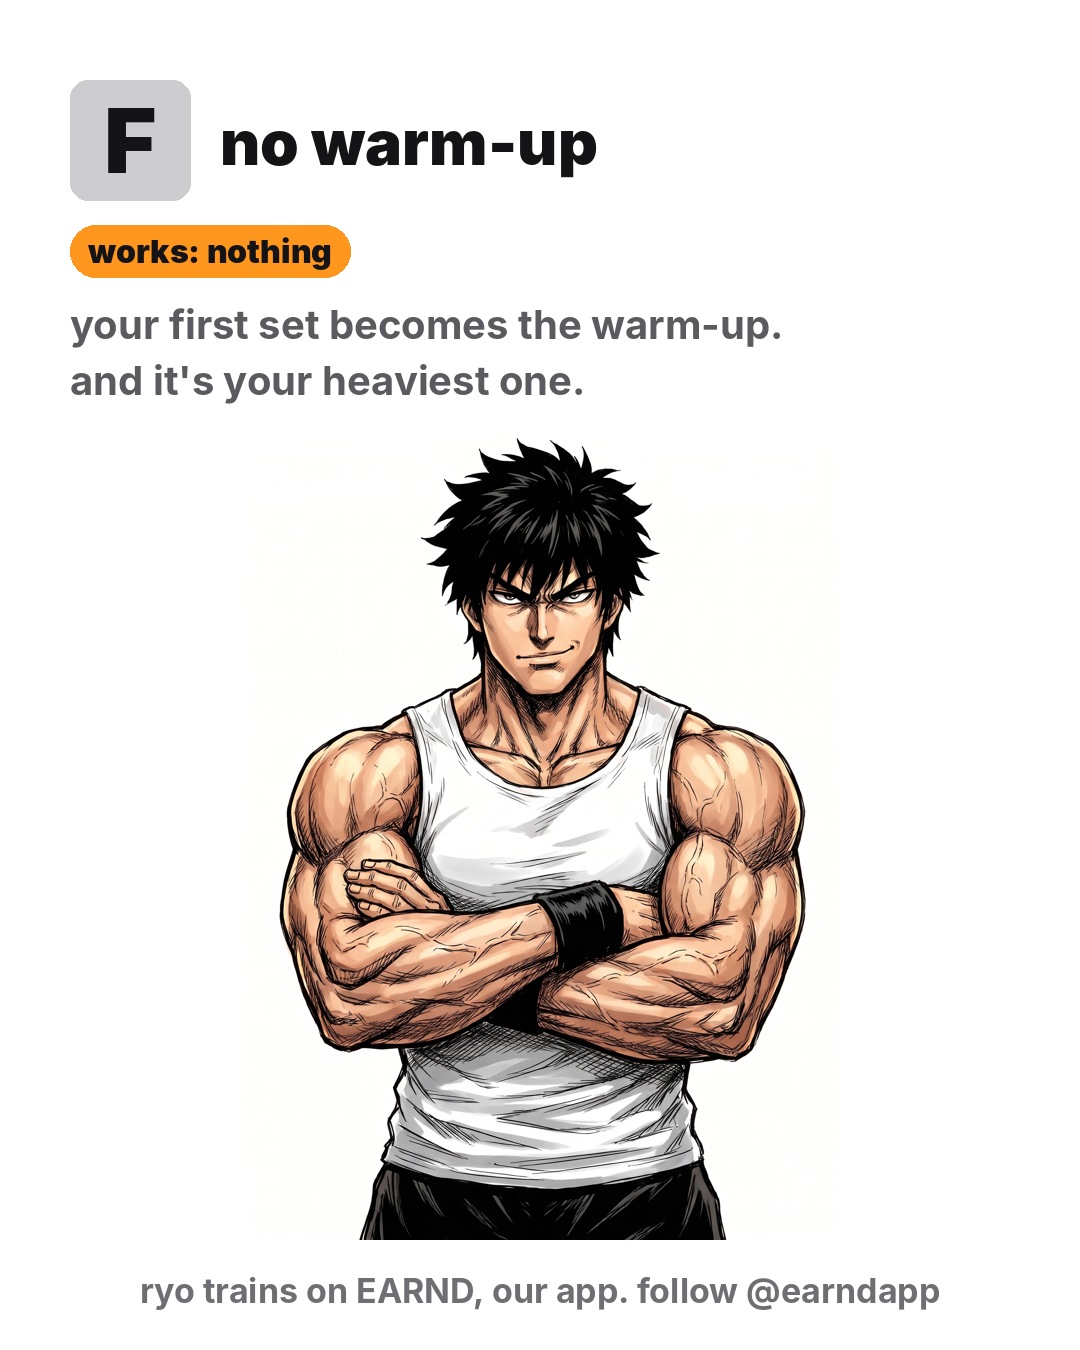 F no warm-up
works: nothing
your first set becomes the warm-up.
and it's your heaviest one.
ryo trains on EARND, our app. follow @earndapp